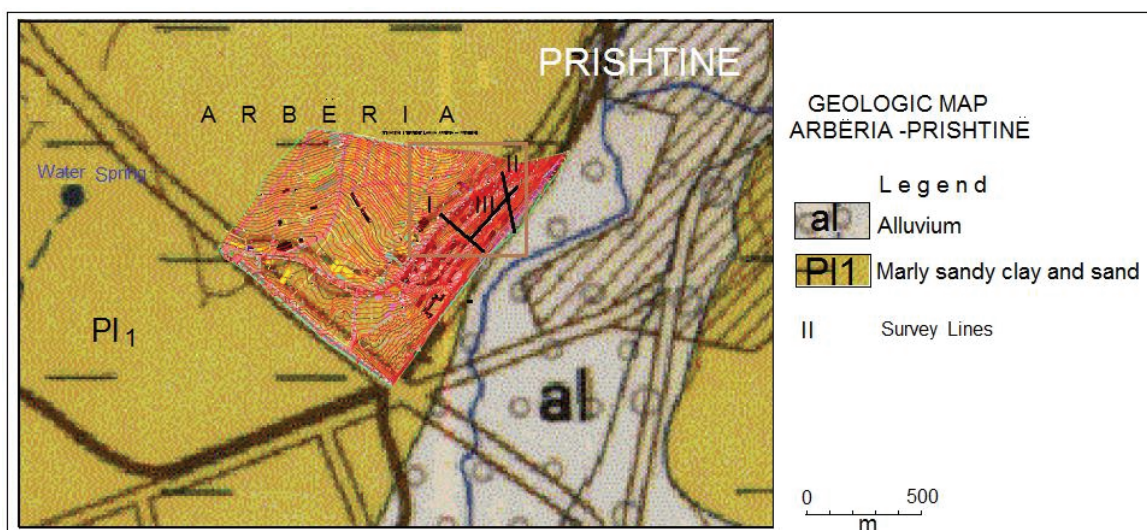 PRISHTINE
ARBËRIA
Water Spring
I
II
III
Pl1
al
GEOLOGIC MAP
ARBËRIA -PRISHTINË
Legend
al Alluvium
Pl1 Marly sandy clay and sand
II Survey Lines
0 500
m